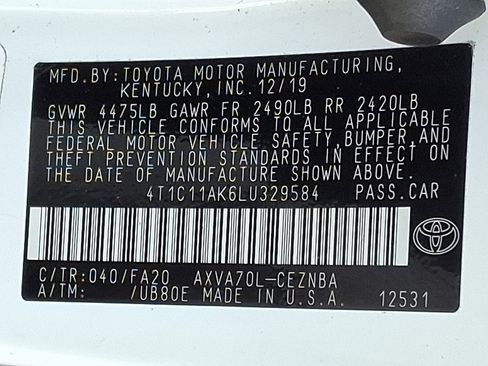 MFD.BY:TOYOTA MOTOR MANUFACTURING,
KENTUCKY,INC.12/19
GVWR 4475LB GAWR FR 2490LB RR 2420LB
THIS VEHICLE CONFORMS TO ALL APPLICABLE
FEDERAL MOTOR VEHICLE SAFETY,BUMPER,AND
THEFT PREVENTION STANDARDS IN EFFECT ON
THE DATE OF MANUFACTURE SHOWN ABOVE.
4T1C11AK6LU329584 PASS.CAR
C/TR:040/FA20 AXVA70L-CEZNBA
A/TM: /UB80E MADE IN U.S.A. 12531